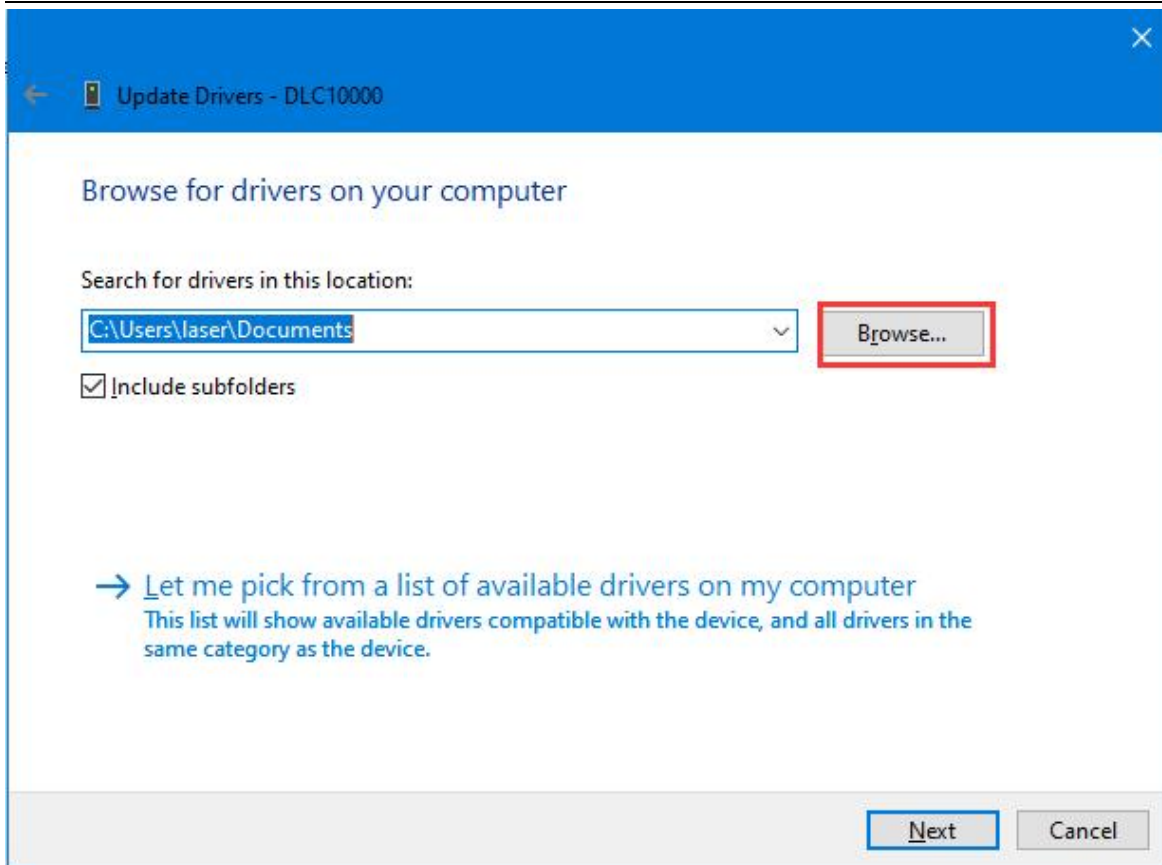 Update Drivers - DLC10000
Browse for drivers on your computer
Search for drivers in this location:
C:\Users\laser\Documents
Browse...
Include subfolders
Let me pick from a list of available drivers on my computer
This list will show available drivers compatible with the device, and all drivers in the
same category as the device.
Next
Cancel